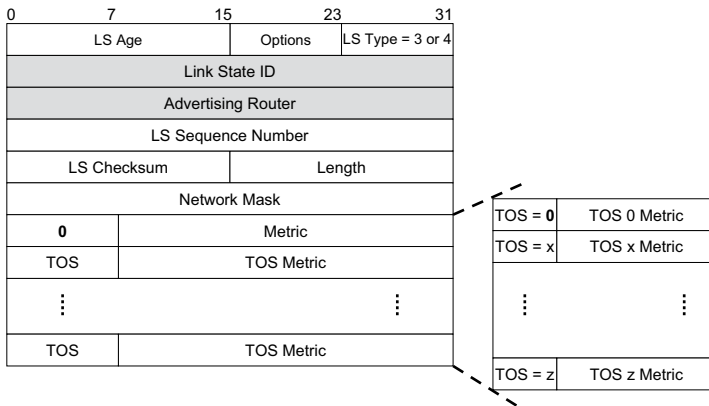 0 7 15 23 31
LS Age Options LS Type = 3 or 4
Link State ID
Advertising Router
LS Sequence Number
LS Checksum Length
Network Mask
0 Metric
TOS TOS Metric
TOS TOS Metric
TOS = 0 TOS 0 Metric
TOS = x TOS x Metric
TOS = z TOS z Metric